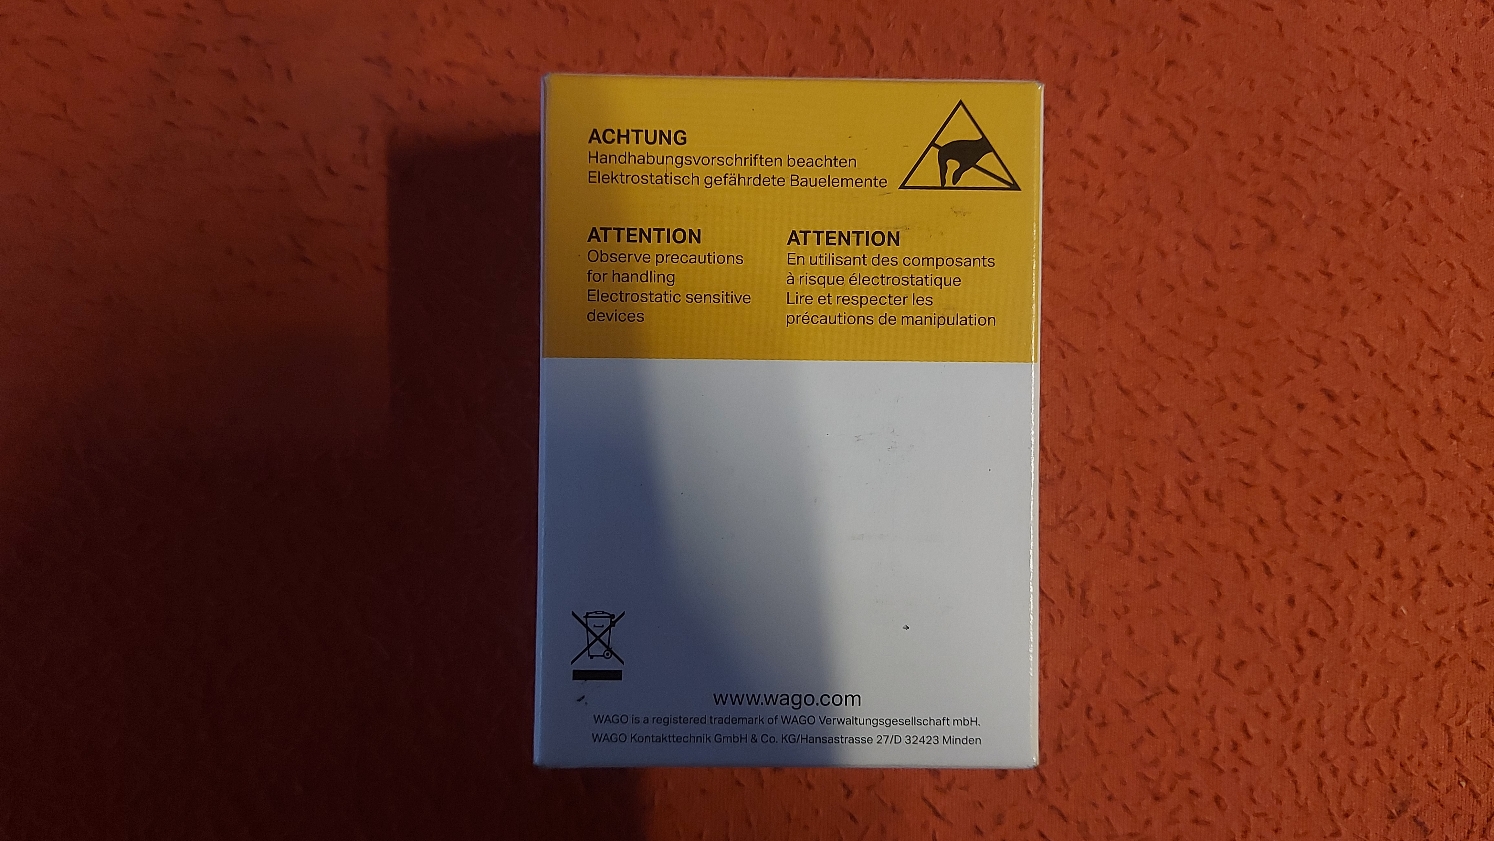 ACHTUNG
Handhabungsvorschriften beachten
Elektrostatisch gefährdete Bauelemente
ATTENTION
Observe precautions
for handling
Electrostatic sensitive
devices
ATTENTION
En utilisant des composants
à risque électrostatique
Lire et respecter les
précautions de manipulation
www.wago.com
WAGO is a registered trademark of WAGO Verwaltungsgesellschaft mbH.
WAGO Kontakttechnik GmbH & Co. KG/Hansastrasse 27/D 32423 Minden